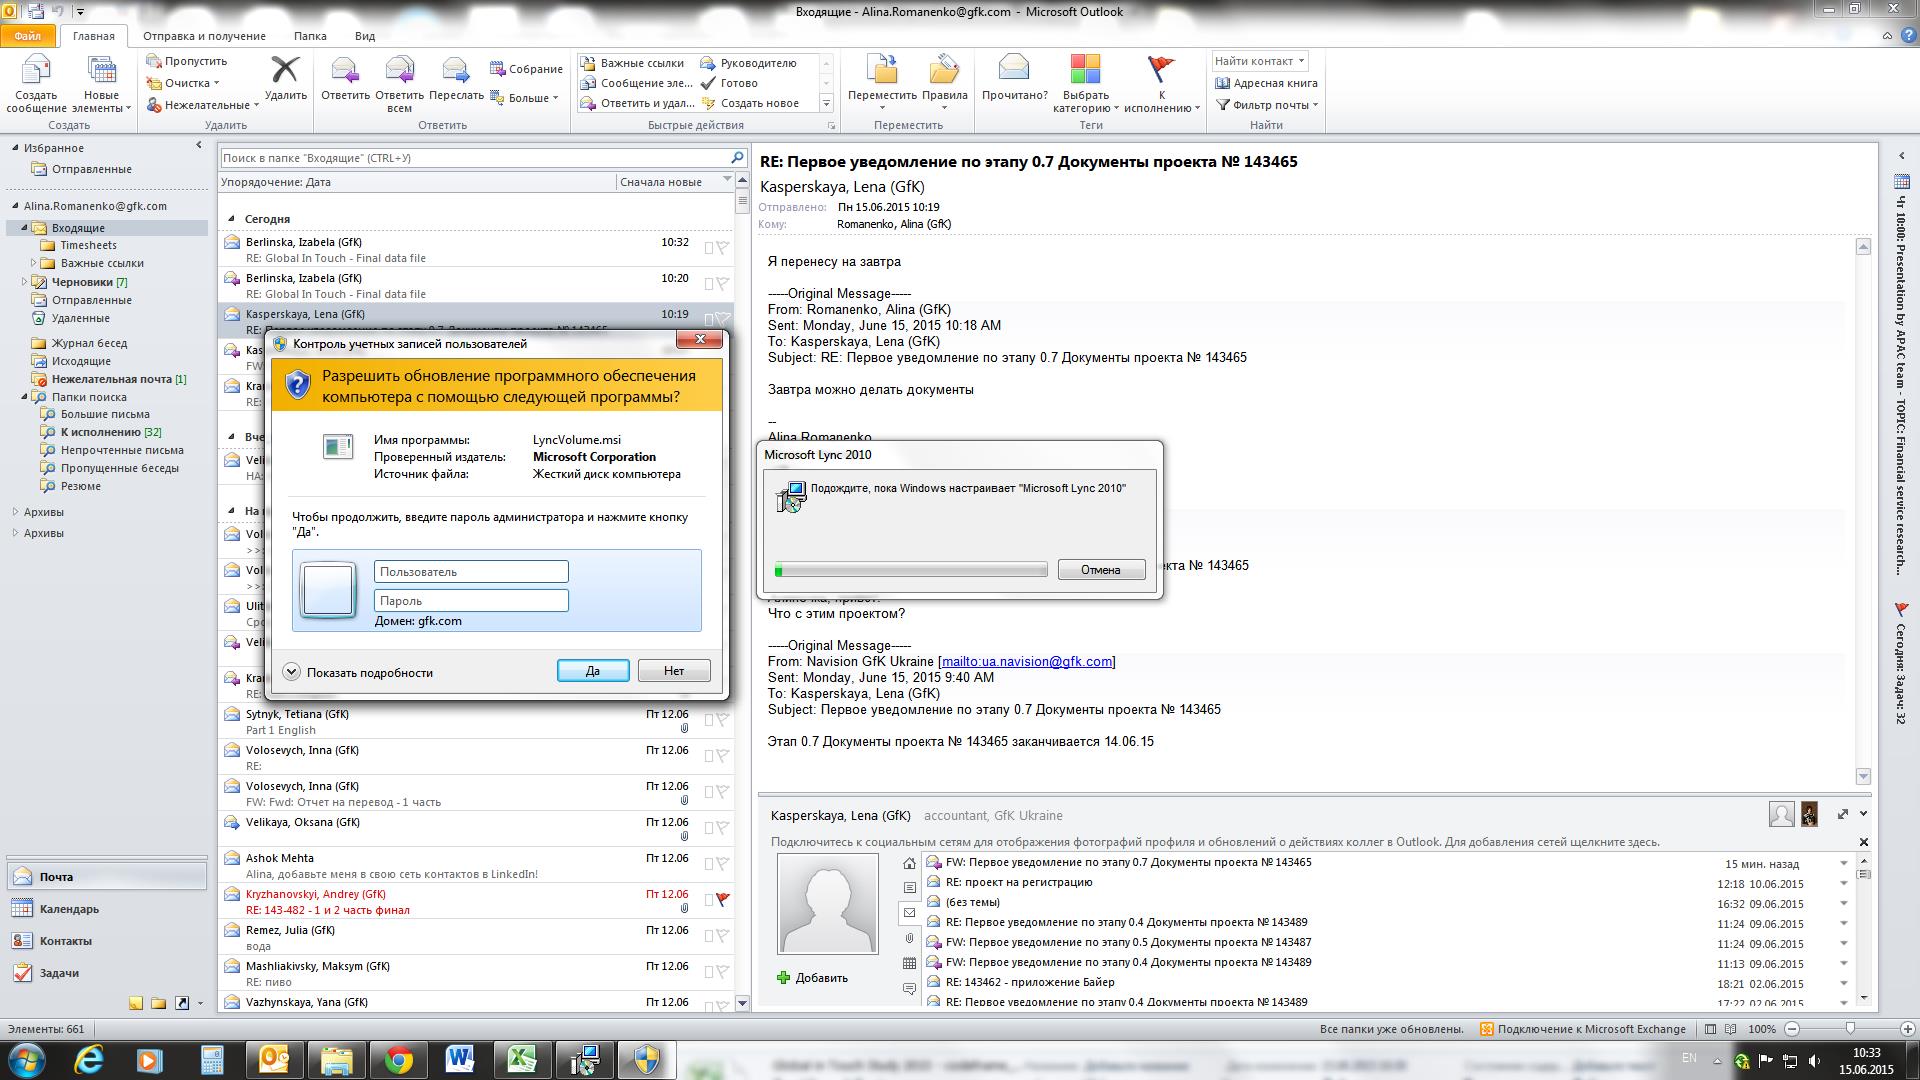 Входящие - Alina.Romanenko@gfk.com - Microsoft Outlook
Файл Главная Отправка и получение Папка Вид
Создать сообщение
Новые элементы
Создать
Пропустить
Очистка
Нежелательные
Удалить
Удалить
Ответить
Ответить всем
Переслать
Собрание
Больше
Ответить
Важные ссылки
Сообщение эле...
Ответить и удал...
Руководителю
Готово
Создать новое
Быстрые действия
Переместить
Правила
Переместить
Прочитано?
Выбрать категорию
К исполнению
Теги
Найти контакт
Адресная книга
Фильтр почты
Найти
Избранное
Отправленные
Alina.Romanenko@gfk.com
Входящие
Timesheets
Важные ссылки
Черновики [7]
Отправленные
Удаленные
Журнал бесед
Исходящие
Нежелательная почта [1]
Папки поиска
Большие письма
К исполнению [32]
Непрочтенные письма
Пропущенные беседы
Резюме
Архивы
Архивы
Почта
Календарь
Контакты
Задачи
Поиск в папке "Входящие" (CTRL+У)
Упорядочение: Дата Сначала новые
Сегодня
Berlinska, Izabela (GfK) 10:32
RE: Global In Touch - Final data file
Berlinska, Izabela (GfK) 10:20
RE: Global In Touch - Final data file
Kasperskaya, Lena (GfK) 10:19
Контроль учетных записей пользователей
Разрешить обновление программного обеспечения
компьютера с помощью следующей программы?
Имя программы: LyncVolume.msi
Проверенный издатель: Microsoft Corporation
Источник файла: Жесткий диск компьютера
Чтобы продолжить, введите пароль администратора и нажмите кнопку
"Да".
Пользователь
Пароль
Домен: gfk.com
Показать подробности Да Нет
Sytnyk, Tetiana (GfK) Пт 12.06
Part 1 English
Volosevych, Inna (GfK) Пт 12.06
RE:
Volosevych, Inna (GfK) Пт 12.06
FW: Fwd: Отчет на перевод - 1 часть
Velikaya, Oksana (GfK) Пт 12.06
Ashok Mehta Пт 12.06
Alina, добавьте меня в свою сеть контактов в LinkedIn!
Kryzhanovskyi, Andrey (GfK) Пт 12.06
RE: 143-482 - 1 и 2 часть финал
Remez, Julia (GfK) Пт 12.06
вода
Mashliakivsky, Maksym (GfK) Пт 12.06
RE: пиво
Vazhynskaya, Yana (GfK) Пт 12.06
RE: Первое уведомление по этапу 0.7 Документы проекта № 143465
Kasperskaya, Lena (GfK)
Отправлено: Пн 15.06.2015 10:19
Кому: Romanenko, Alina (GfK)
Я перенесу на завтра
-----Original Message-----
From: Romanenko, Alina (GfK)
Sent: Monday, June 15, 2015 10:18 AM
To: Kasperskaya, Lena (GfK)
Subject: RE: Первое уведомление по этапу 0.7 Документы проекта № 143465
Завтра можно делать документы
--
Alina Romanenko
Microsoft Lync 2010
Подождите, пока Windows настраивает "Microsoft Lync 2010"
Отмена
№ 143465
Что с этим проектом?
-----Original Message-----
From: Navision GfK Ukraine [mailto:ua.navision@gfk.com]
Sent: Monday, June 15, 2015 9:40 AM
To: Kasperskaya, Lena (GfK)
Subject: Первое уведомление по этапу 0.7 Документы проекта № 143465
Этап 0.7 Документы проекта № 143465 заканчивается 14.06.15
Kasperskaya, Lena (GfK) accountant, GfK Ukraine
Подключитесь к социальным сетям для отображения фотографий профиля и обновлений о действиях коллег в Outlook. Для добавления сетей щелкните здесь.
Добавить
FW: Первое уведомление по этапу 0.7 Документы проекта № 143465 15 мин. назад
RE: проект на регистрацию 12:18 10.06.2015
(без темы) 16:32 09.06.2015
RE: Первое уведомление по этапу 0.4 Документы проекта № 143489 11:24 09.06.2015
FW: Первое уведомление по этапу 0.5 Документы проекта № 143487 11:24 09.06.2015
FW: Первое уведомление по этапу 0.4 Документы проекта № 143489 11:13 09.06.2015
RE: 143462 - приложение Байер 18:21 02.06.2015
RE: Первое уведомление по этапу 0.4 Документы проекта № 143489 17:22 02.06.2015
Чт 10:00: Presentation by APAC team - TOPIC: Financial service research...
Сегодня: Задач: 32
Элементы: 661 Все папки уже обновлены. Подключение к Microsoft Exchange 100%
EN
10:33
15.06.2015